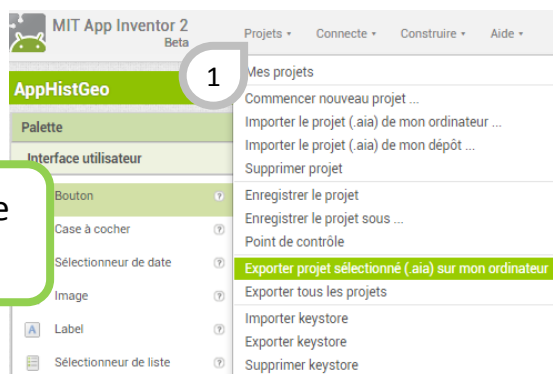 MIT App Inventor 2
Beta
Projets
Connecte
Construire
Aide
1
Mes projets
AppHistGeo
Commencer nouveau projet ...
Importer le projet (.aia) de mon ordinateur ...
Importer le projet (.aia) de mon dépôt ...
Supprimer projet
Palette
Interface utilisateur
Enregistrer le projet
Enregistrer le projet sous ...
Point de contrôle
Exporter projet sélectionné (.aia) sur mon ordinateur
Exporter tous les projets
Importer keystore
Exporter keystore
Supprimer keystore
e
Bouton
?
Case à cocher
?
Sélectionneur de date
?
Image
?
A Label
?
Sélectionneur de liste
?